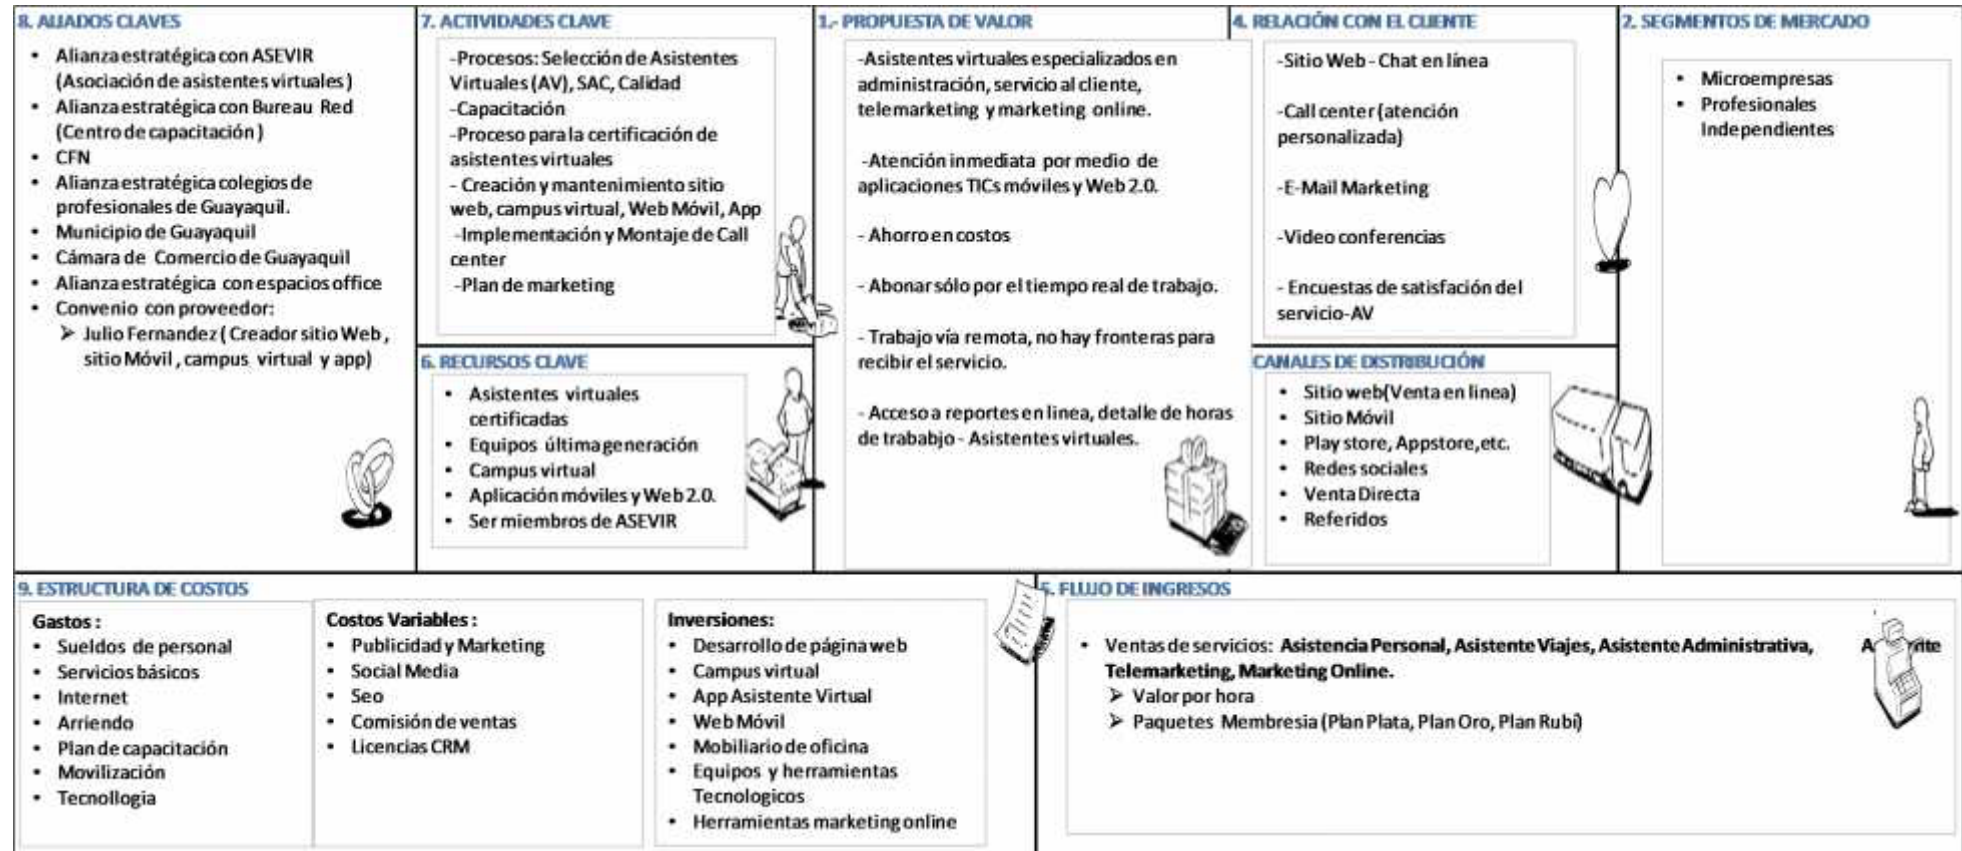 8. ALIADOS CLAVES
• Alianza estratégica con ASEVIR
(Asociación de asistentes virtuales )
• Alianza estratégica con Bureau Red
(Centro de capacitación )
• CFN
• Alianza estratégica colegios de
profesionales de Guayaquil.
• Municipio de Guayaquil
• Cámara de Comercio de Guayaquil
• Alianza estratégica con espacios office
• Convenio con proveedor:
➢ Julio Fernandez ( Creador sitio Web ,
sitio Móvil , campus virtual y app)
7. ACTIVIDADES CLAVE
-Procesos: Selección de Asistentes
Virtuales (AV), SAC, Calidad
-Capacitación
-Proceso para la certificación de
asistentes virtuales
- Creación y mantenimiento sitio
web, campus virtual, Web Móvil, App
-Implementación y Montaje de Call
center
-Plan de marketing
6. RECURSOS CLAVE
• Asistentes virtuales
certificadas
• Equipos última generación
• Campus virtual
• Aplicación móviles y Web 2.0.
• Ser miembros de ASEVIR
1.- PROPUESTA DE VALOR
-Asistentes virtuales especializados en
administración, servicio al cliente,
telemarketing y marketing online.
-Atención inmediata por medio de
aplicaciones TICs móviles y Web 2.0.
- Ahorro en costos
- Abonar sólo por el tiempo real de trabajo.
- Trabajo vía remota, no hay fronteras para
recibir el servicio.
- Acceso a reportes en linea, detalle de horas
de trababjo - Asistentes virtuales.
4. RELACIÓN CON EL CLIENTE
-Sitio Web - Chat en línea
-Call center (atención
personalizada)
-E-Mail Marketing
-Video conferencias
- Encuestas de satisfación del
servicio-AV
CANALES DE DISTRIBUCIÓN
• Sitio web(Venta en linea)
• Sitio Móvil
• Play store, Appstore,etc.
• Redes sociales
• Venta Directa
• Referidos
2. SEGMENTOS DE MERCADO
• Microempresas
• Profesionales
Independientes
9. ESTRUCTURA DE COSTOS
Gastos :
• Sueldos de personal
• Servicios básicos
• Internet
• Arriendo
• Plan de capacitación
• Movilización
• Tecnollogia
Costos Variables :
• Publicidad y Marketing
• Social Media
• Seo
• Comisión de ventas
• Licencias CRM
Inversiones:
• Desarrollo de página web
• Campus virtual
• App Asistente Virtual
• Web Móvil
• Mobiliario de oficina
• Equipos y herramientas
Tecnologicos
• Herramientas marketing online
5. FLUJO DE INGRESOS
• Ventas de servicios: Asistencia Personal, Asistente Viajes, Asistente Administrativa,
Telemarketing, Marketing Online.
➢ Valor por hora
➢ Paquetes Membresia (Plan Plata, Plan Oro, Plan Rubí)